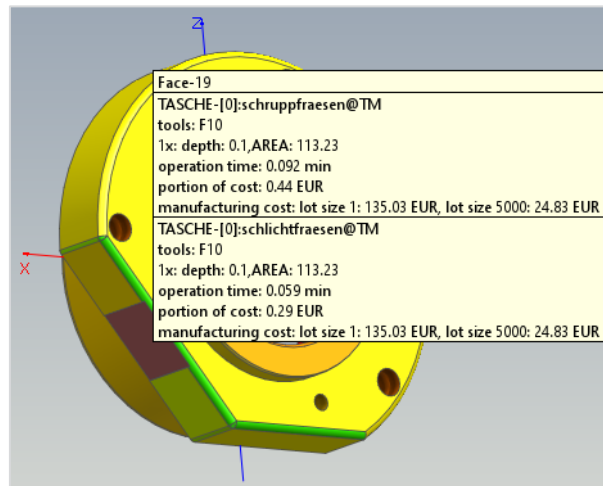 Z
Face-19
TASCHE-[0]:schruppfraesen@TM
tools: F10
1x: depth: 0.1,AREA: 113.23
operation time: 0.092 min
portion of cost: 0.44 EUR
manufacturing cost: lot size 1: 135.03 EUR, lot size 5000: 24.83 EUR
TASCHE-[0]:schlichtfraesen@TM
tools: F10
1x: depth: 0.1,AREA: 113.23
operation time: 0.059 min
portion of cost: 0.29 EUR
manufacturing cost: lot size 1: 135.03 EUR, lot size 5000: 24.83 EUR
X